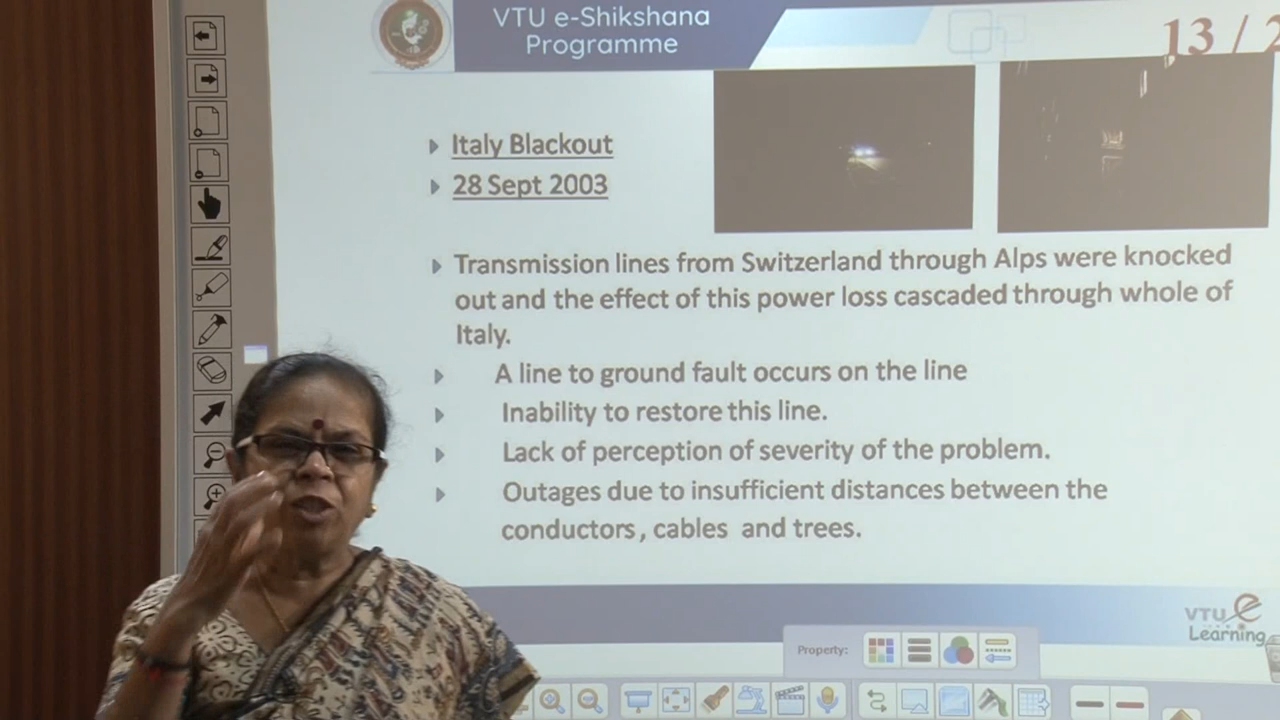 VTU e-Shikshana
Programme
13 / 2
Italy Blackout
28 Sept 2003
Transmission lines from Switzerland through Alps were knocked
out and the effect of this power loss cascaded through whole of
Italy.
A line to ground fault occurs on the line
Inability to restore this line.
Lack of perception of severity of the problem.
Outages due to insufficient distances between the
conductors, cables and trees.
VTU e
Learning
Property: